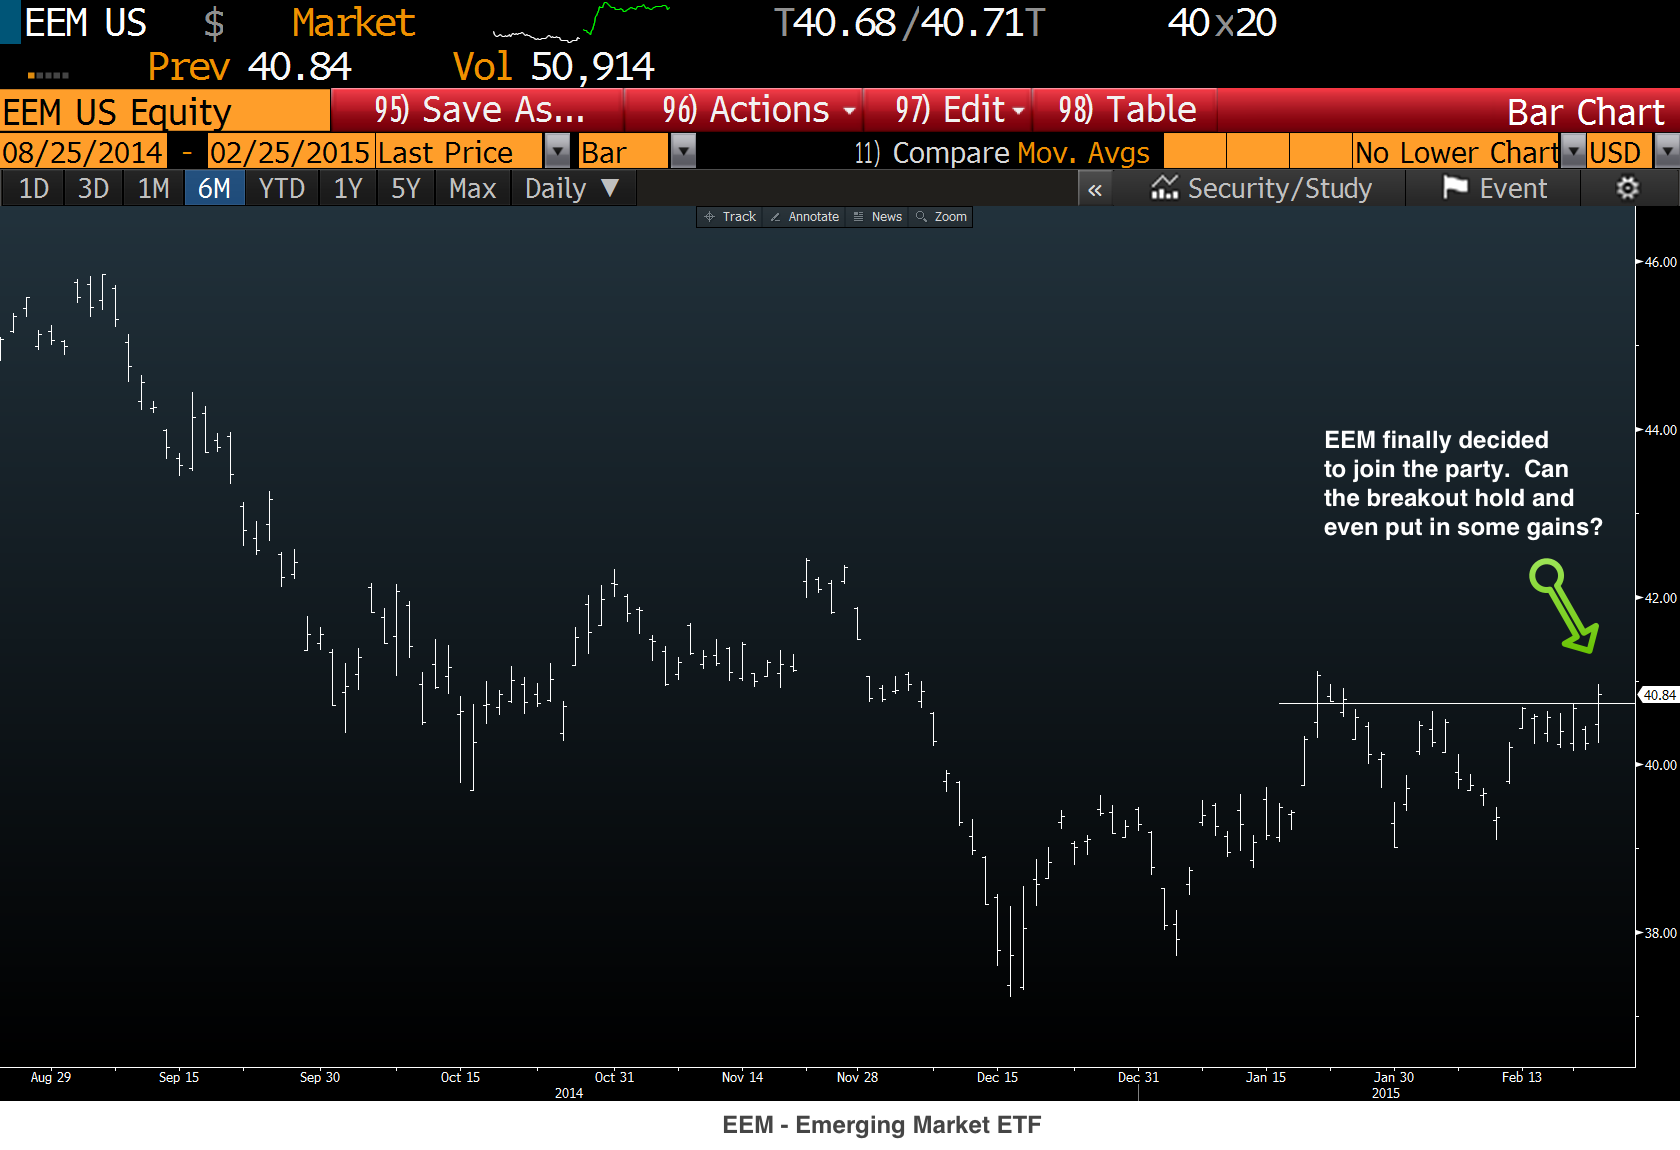 EEM US $ Market T40.68/40.71T 40x20
Prev 40.84 Vol 50,914
EEM US Equity 95) Save As... 96) Actions 97) Edit 98) Table Bar Chart
08/25/2014 - 02/25/2015 Last Price Bar 11) Compare Mov. Avgs No Lower Chart USD
1D 3D 1M 6M YTD 1Y 5Y Max Daily ▼ « Security/Study Event
Track Annotate News Zoom
46.00
44.00
EEM finally decided
to join the party. Can
the breakout hold and
even put in some gains?
42.00
40.84
40.00
38.00
Aug 29 Sep 15 Sep 30 Oct 15 Oct 31 Nov 14 Nov 28 Dec 15 Dec 31 Jan 15 Jan 30 Feb 13
2014 2015
EEM - Emerging Market ETF